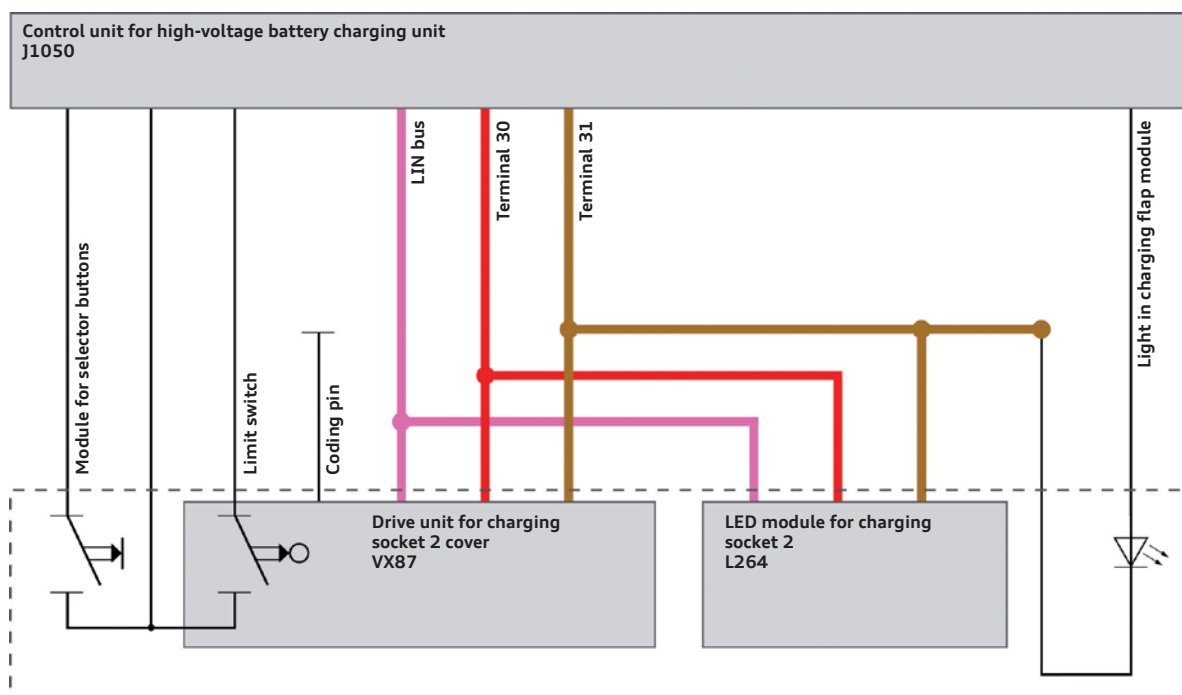 Control unit for high-voltage battery charging unit
J1050
Module for selector buttons
Limit switch
Coding pin
LIN bus
Terminal 30
Terminal 31
Light in charging flap module
Drive unit for charging
socket 2 cover
VX87
LED module for charging
socket 2
L264